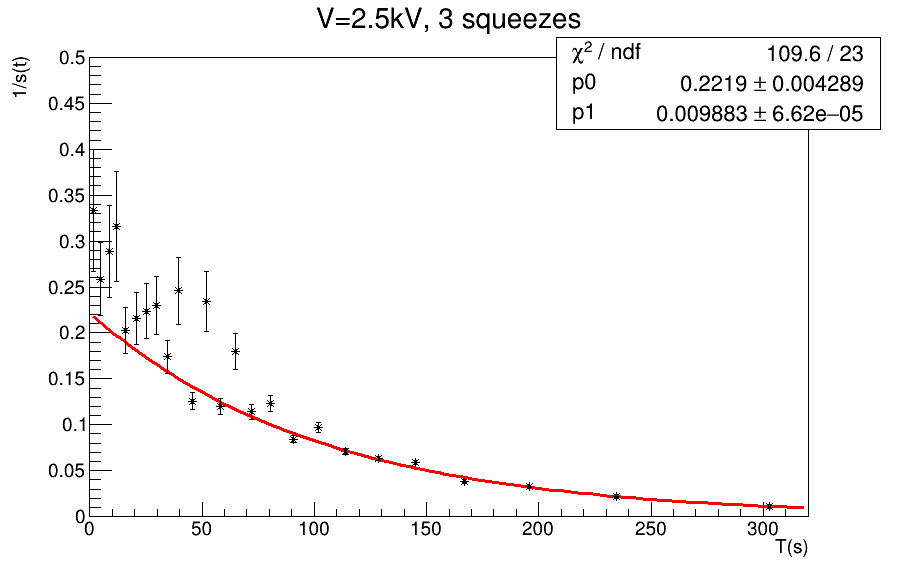 V=2.5kV, 3 squeezes
χ² / ndf 109.6 / 23
p0 0.2219 ± 0.004289
p1 0.009883 ± 6.62e−05
1/s(t)
0.5
0.45
0.4
0.35
0.3
0.25
0.2
0.15
0.1
0.05
0
0 50 100 150 200 250 300
T(s)